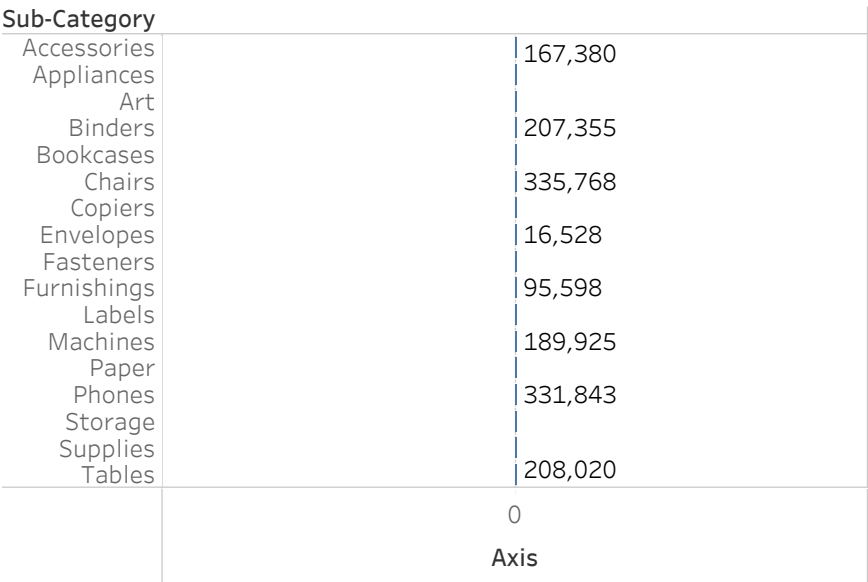 Sub-Category
Accessories 167,380
Appliances
Art
Binders 207,355
Bookcases
Chairs 335,768
Copiers
Envelopes 16,528
Fasteners
Furnishings 95,598
Labels
Machines 189,925
Paper
Phones 331,843
Storage
Supplies
Tables 208,020
0
Axis